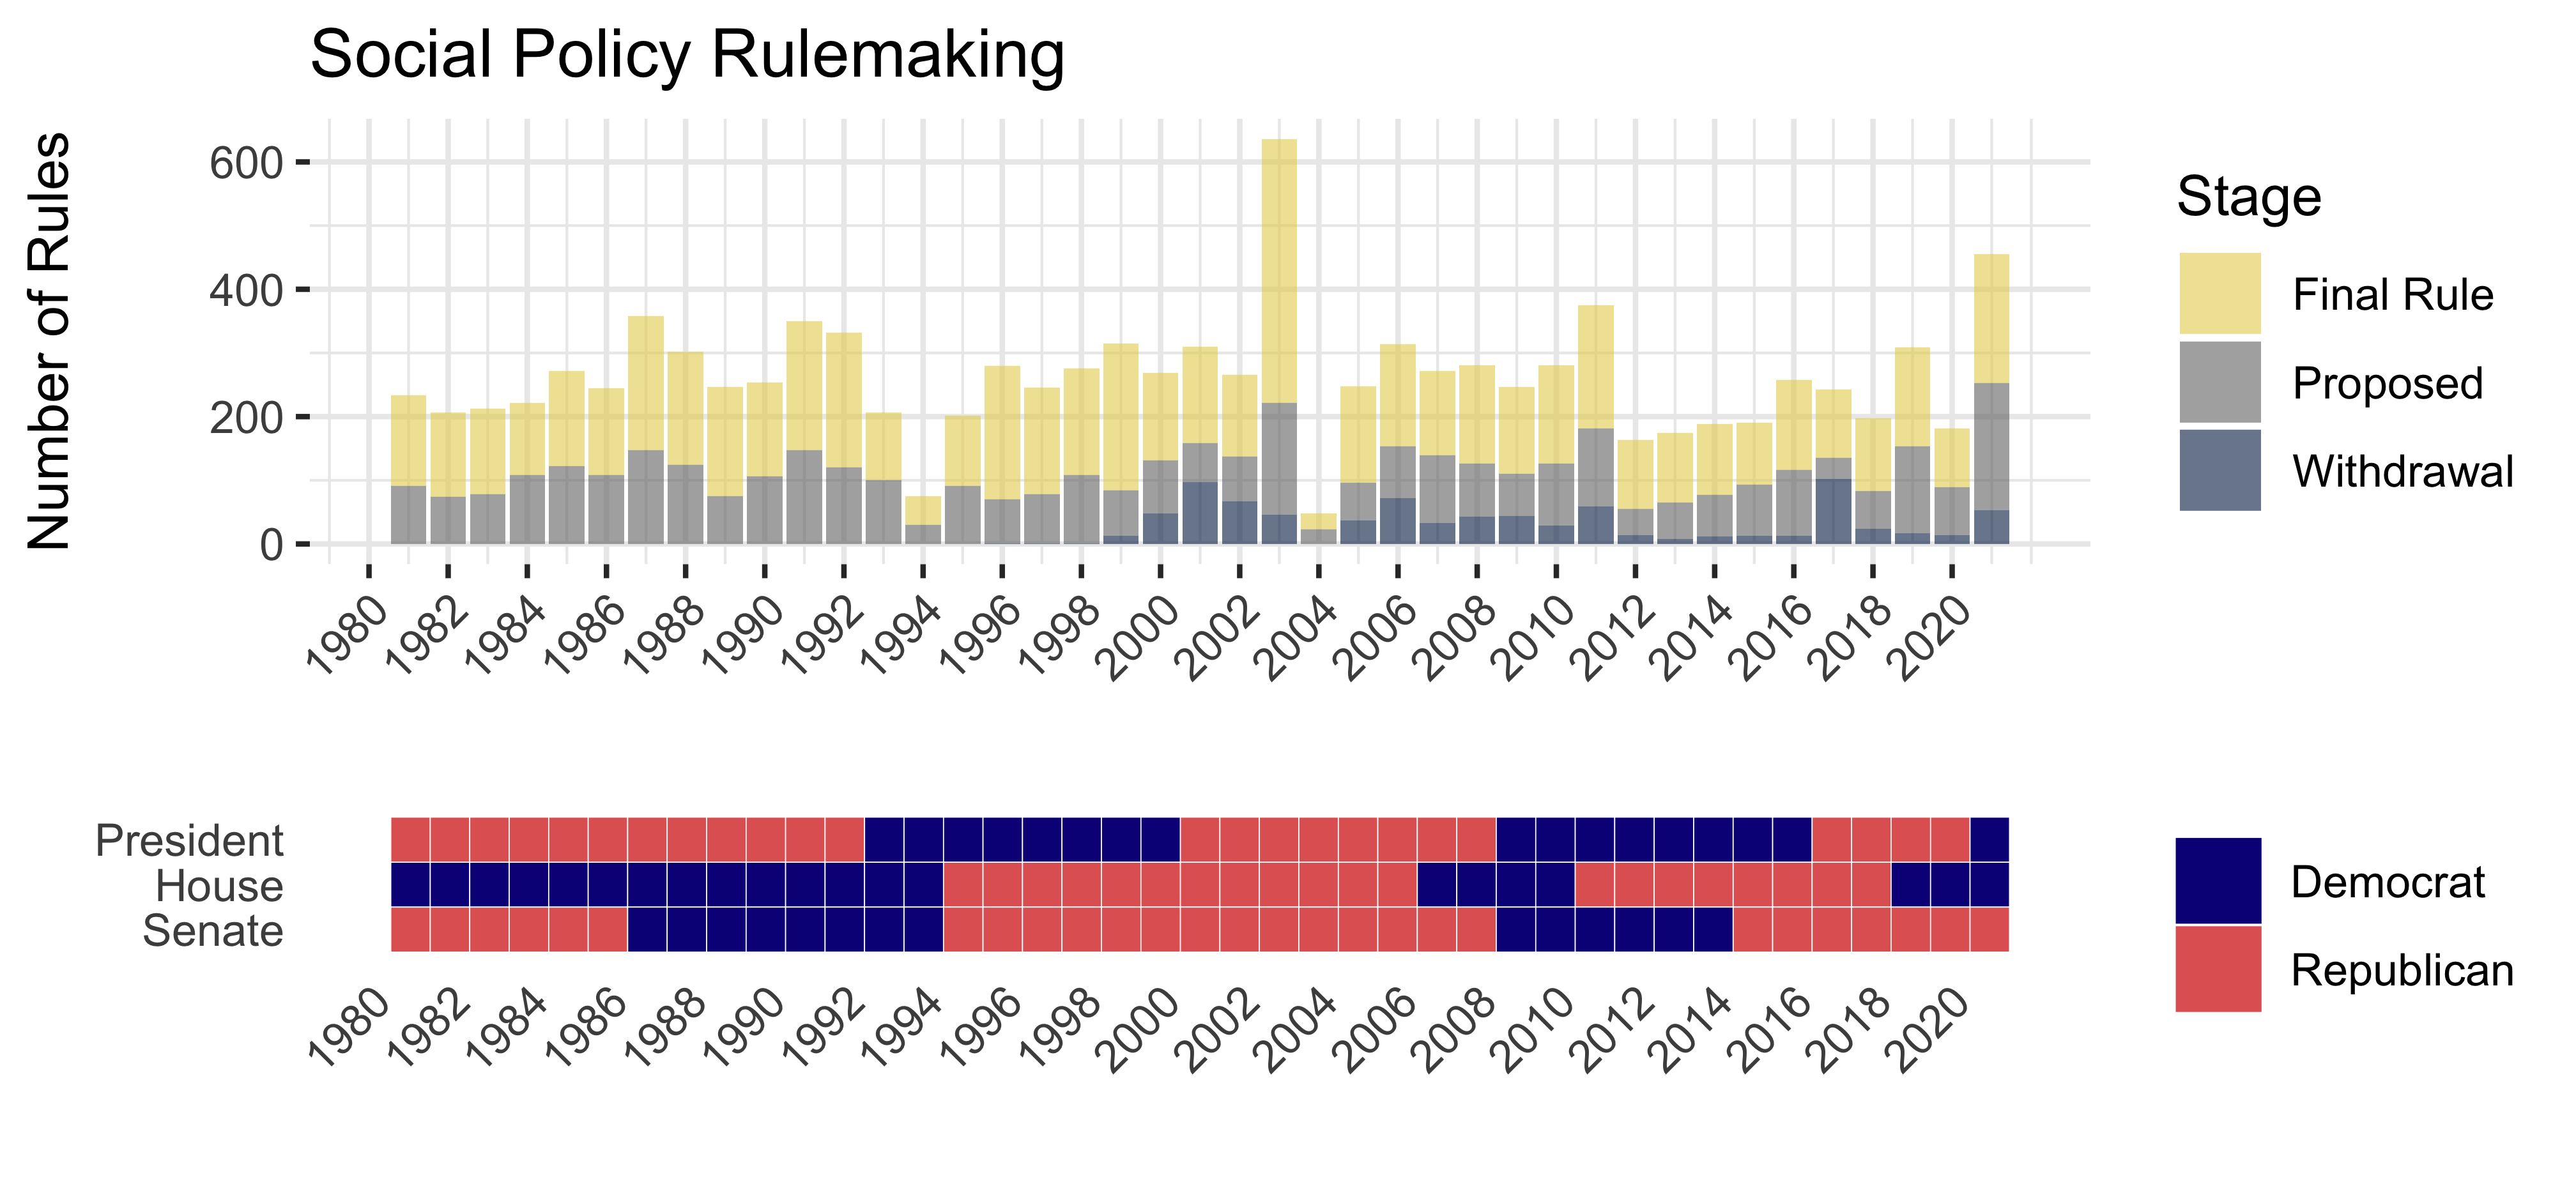 Social Policy Rulemaking
Number of Rules
600
400
200
0
1980 1982 1984 1986 1988 1990 1992 1994 1996 1998 2000 2002 2004 2006 2008 2010 2012 2014 2016 2018 2020
Stage
Final Rule
Proposed
Withdrawal
President
House
Senate
1980 1982 1984 1986 1988 1990 1992 1994 1996 1998 2000 2002 2004 2006 2008 2010 2012 2014 2016 2018 2020
Democrat
Republican